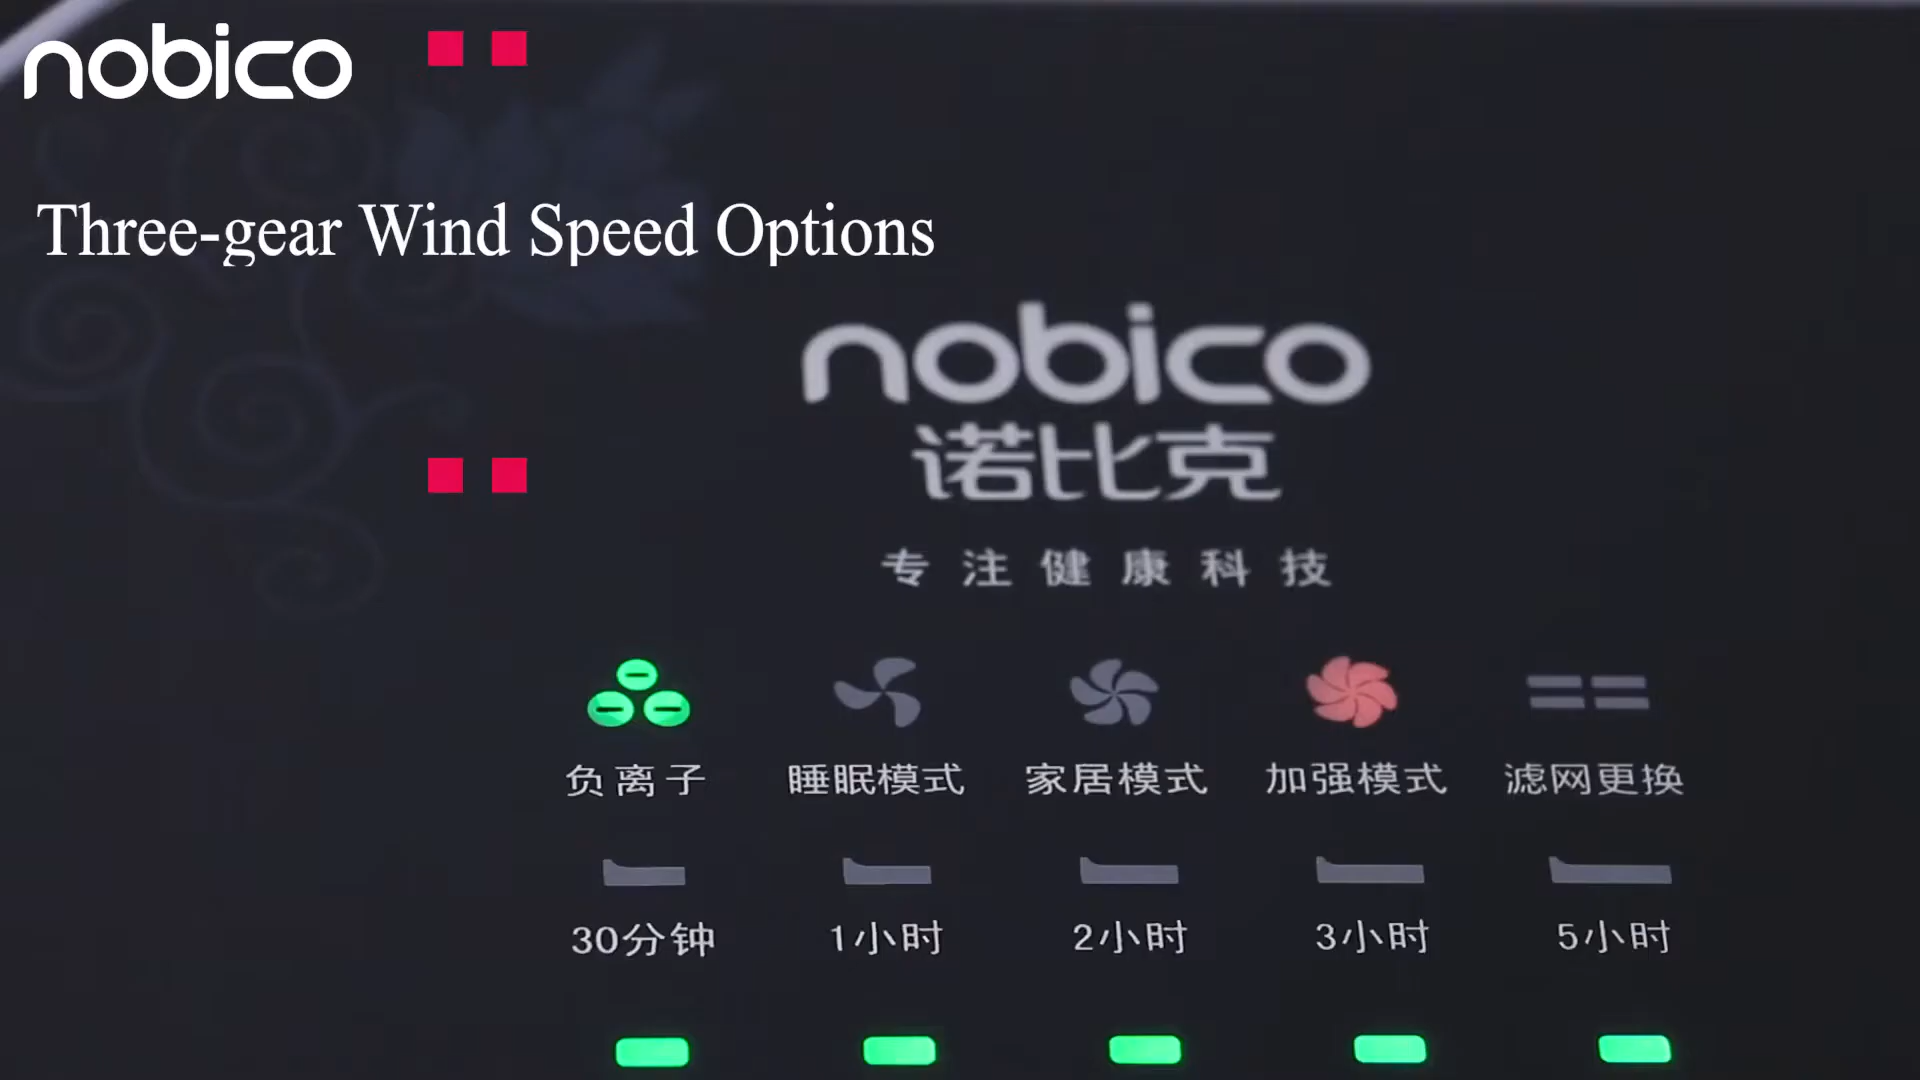 nobico
Three-gear Wind Speed Options
nobico
诺比克
专注健康科技
负离子 睡眠模式 家居模式 加强模式 滤网更换
30分钟 1小时 2小时 3小时 5小时